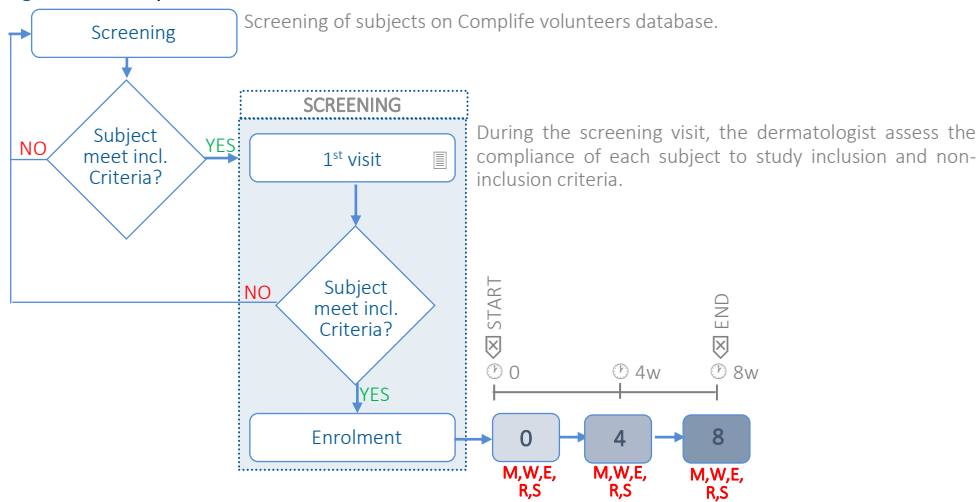 Screening
Screening of subjects on Complife volunteers database.
Subject
meet incl.
Criteria?
NO
YES
SCREENING
1st visit
During the screening visit, the dermatologist assess the
compliance of each subject to study inclusion and non-
inclusion criteria.
Subject
meet incl.
Criteria?
NO
YES
Enrolment
START
END
0
4w
8w
0
4
8
M,W,E,
R,S
M,W,E,
R,S
M,W,E,
R,S